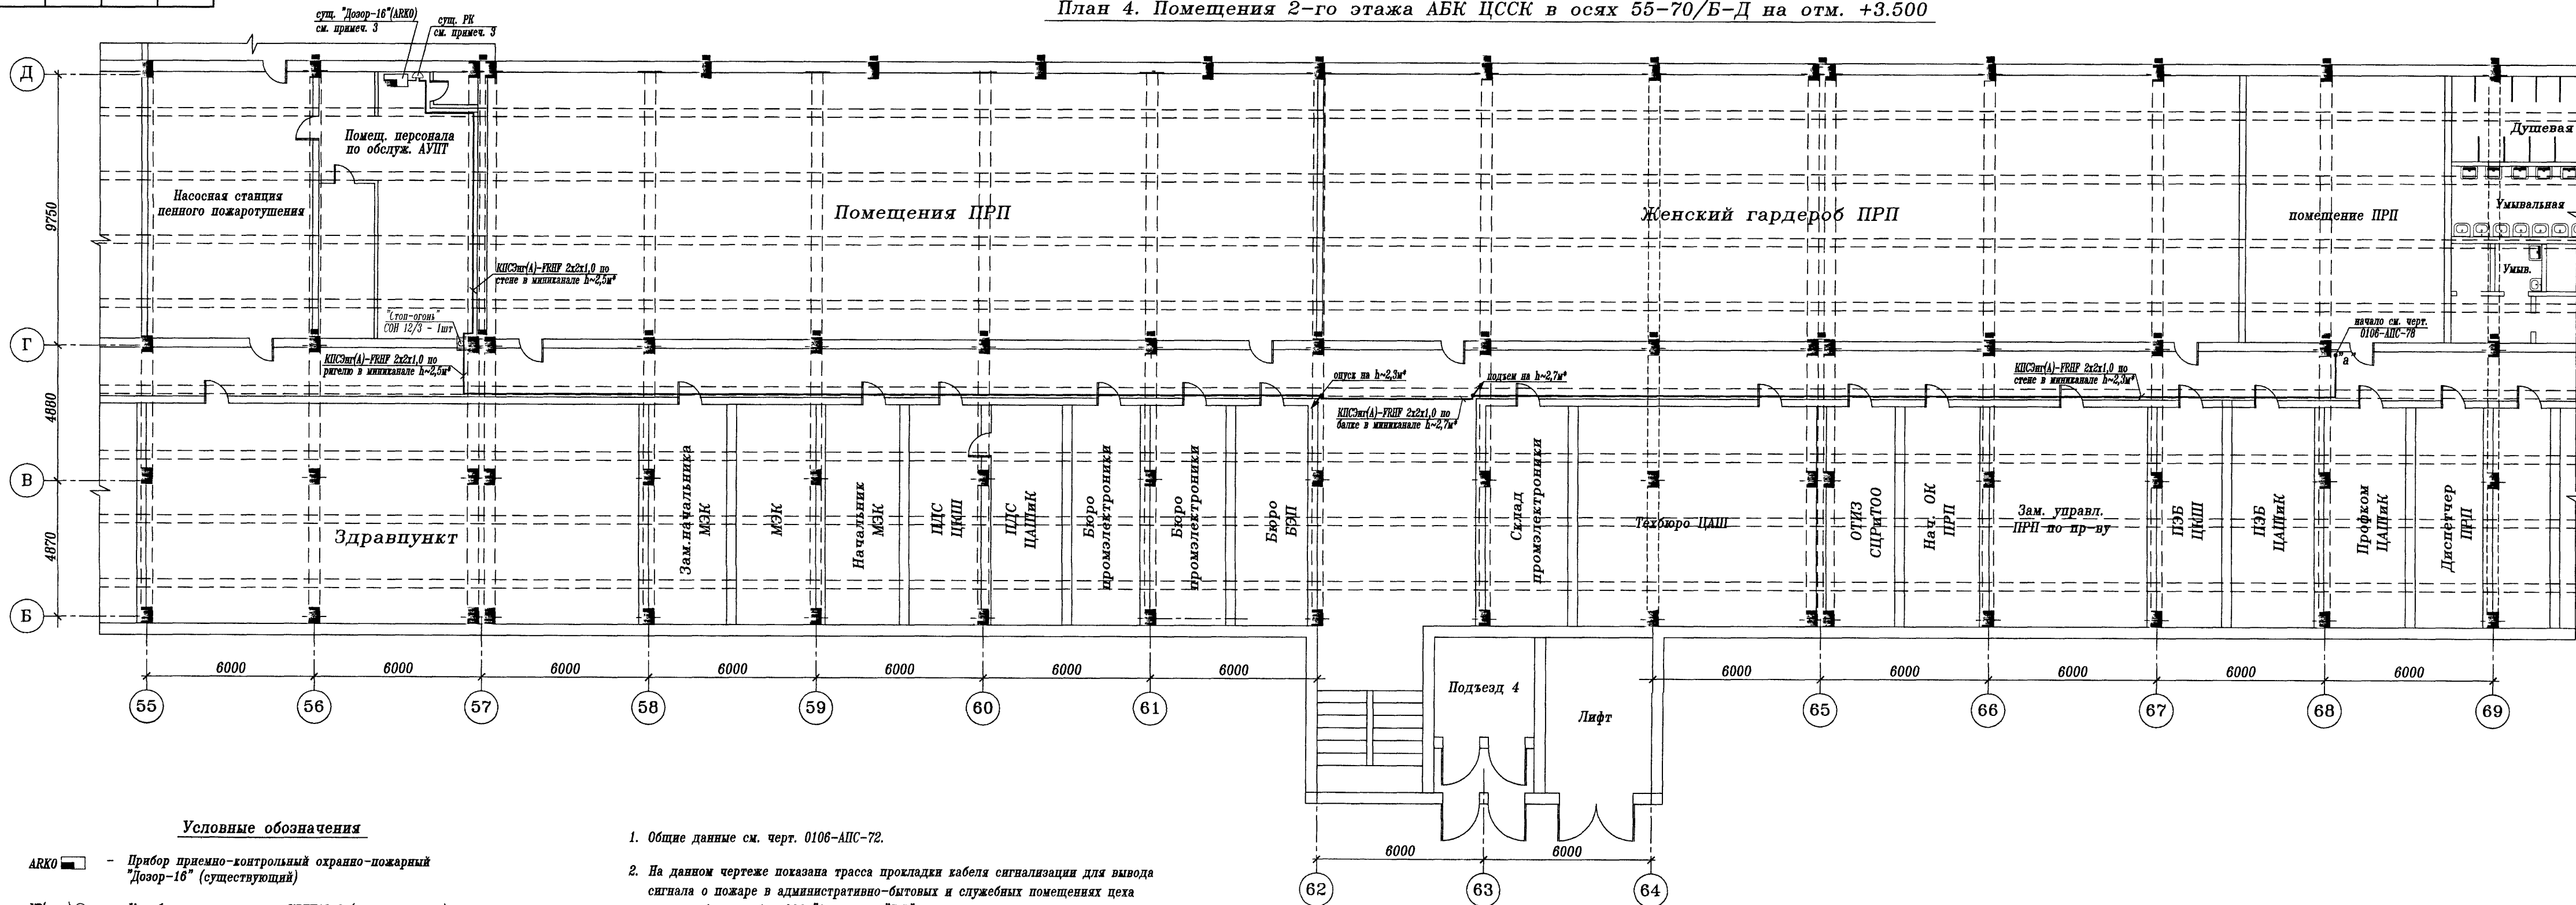 План 4. Помещения 2-го этажа АБК ЦССК в осях 55-70/Б-Д на отм. +3.500
сущ. "Дозор-16"(ARK0)
см. примеч. 3
сущ. РК
см. примеч. 3
Д
Г
В
Б
9750
4880
4870
Насосная станция
пенного пожаротушения
Помещ. персонала
по обслуж. АУПТ
Помещения ПРП
Женский гардероб ПРП
помещение ПРП
Душевая
Умывальная
Умыв.
КПСЭнг(А)-FRHF 2х2х1,0 по
стене в миниканале h~2,5м*
"Стоп-огонь"
СОН 12/3 - 1шт
КПСЭнг(А)-FRHF 2х2х1,0 по
ригелю в миниканале h~2,5м*
опуск на h~2,3м*
подъем на h~2,7м*
КПСЭнг(А)-FRHF 2х2х1,0 по
балке в миниканале h~2,7м*
КПСЭнг(А)-FRHF 2х2х1,0 по
стене в миниканале h~2,3м*
начало см. черт.
0106-АПС-78
"а"
Здравпункт
Зам.начальника
МЭК
МЭК
Начальник
МЭК
ПДС
ЦКШ
ПДС
ЦАШиК
Бюро
промэлектроники
Бюро
промэлектроники
Бюро
БЭП
Склад
промэлектроники
Техбюро ЦАШ
ОТИЗ
СЦРиТОО
Нач. ОК
ПРП
Зам. управл.
ПРП по пр-ву
ПЭБ
ЦКШ
ПЭБ
ЦАШиК
Профком
ЦАШиК
Диспетчер
ПРП
6000
6000
6000
6000
6000
6000
6000
6000
6000
6000
6000
6000
55
56
57
58
59
60
61
65
66
67
68
69
Подъезд 4
Лифт
6000
6000
62
63
64
Условные обозначения
ARK0 - Прибор приемно-контрольный охранно-пожарный
"Дозор-16" (существующий)
1. Общие данные см. черт. 0106-АПС-72.
2. На данном чертеже показана трасса прокладки кабеля сигнализации для вывода
сигнала о пожаре в административно-бытовых и служебных помещениях цеха